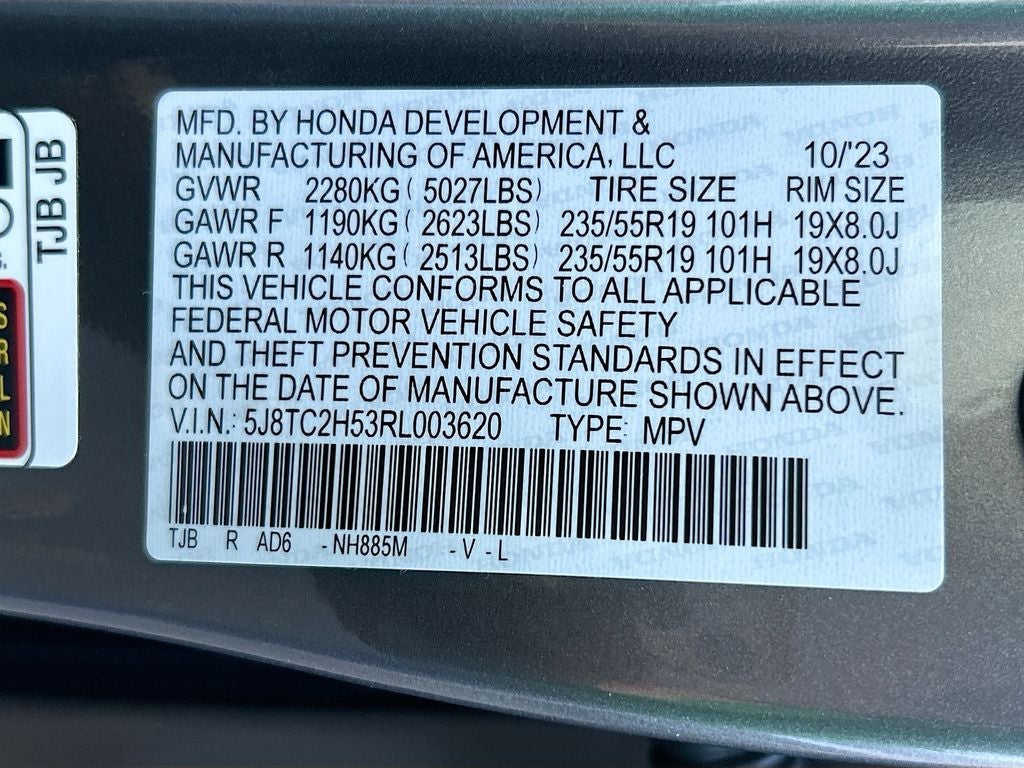 MFD. BY HONDA DEVELOPMENT &
MANUFACTURING OF AMERICA, LLC 10/'23
GVWR 2280KG ( 5027LBS) TIRE SIZE RIM SIZE
GAWR F 1190KG ( 2623LBS) 235/55R19 101H 19X8.0J
GAWR R 1140KG ( 2513LBS) 235/55R19 101H 19X8.0J
THIS VEHICLE CONFORMS TO ALL APPLICABLE
FEDERAL MOTOR VEHICLE SAFETY
AND THEFT PREVENTION STANDARDS IN EFFECT
ON THE DATE OF MANUFACTURE SHOWN ABOVE.
V.I.N.: 5J8TC2H53RL003620 TYPE: MPV
TJB R AD6 -NH885M -V -L
TJB JB